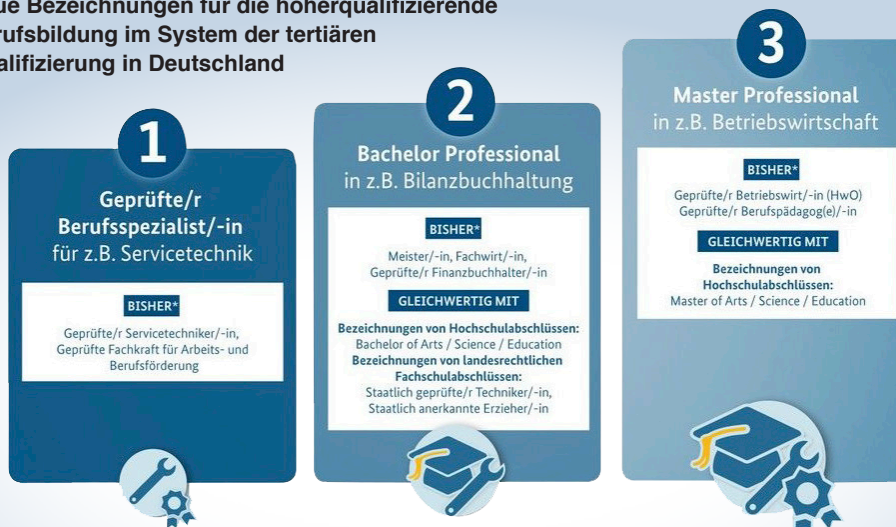 ue Bezeichnungen für die höherqualifizierende
rufsbildung im System der tertiären
alifizierung in Deutschland
1
Geprüfte/r
Berufsspezialist/-in
für z.B. Servicetechnik
BISHER*
Geprüfte/r Servicetechniker/-in,
Geprüfte Fachkraft für Arbeits- und
Berufsförderung
2
Bachelor Professional
in z.B. Bilanzbuchhaltung
BISHER*
Meister/-in, Fachwirt/-in,
Geprüfte/r Finanzbuchhalter/-in
GLEICHWERTIG MIT
Bezeichnungen von Hochschulabschlüssen:
Bachelor of Arts / Science / Education
Bezeichnungen von landesrechtlichen
Fachschulabschlüssen:
Staatlich geprüfte/r Techniker/-in,
Staatlich anerkannte Erzieher/-in
3
Master Professional
in z.B. Betriebswirtschaft
BISHER*
Geprüfte/r Betriebswirt/-in (HwO)
Geprüfte/r Berufspädagog(e)/-in
GLEICHWERTIG MIT
Bezeichnungen von
Hochschulabschlüssen:
Master of Arts / Science / Education